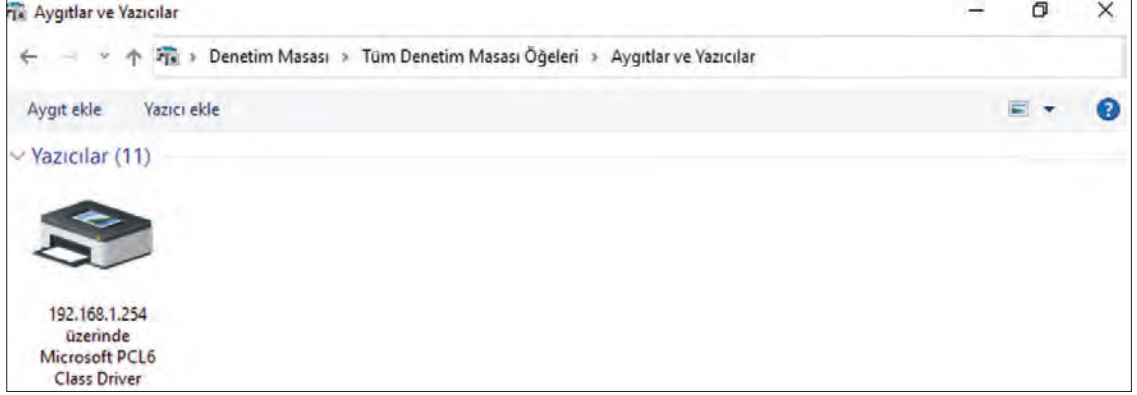 Aygıtlar ve Yazıcılar
Denetim Masası > Tüm Denetim Masası Öğeleri > Aygıtlar ve Yazıcılar
Aygıt ekle Yazıcı ekle
Yazıcılar (11)
192.168.1.254
üzerinde
Microsoft PCL6
Class Driver